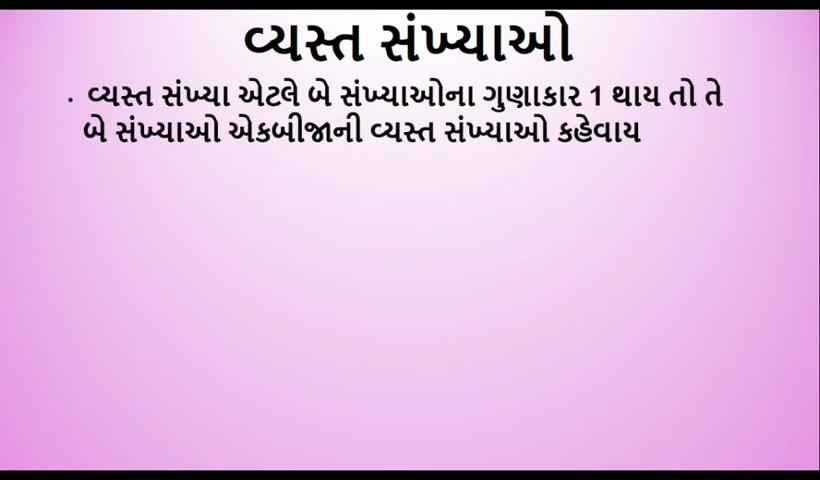 વ્યસ્ત સંખ્યાઓ
• વ્યસ્ત સંખ્યા એટલે બે સંખ્યાઓના ગુણાકાર 1 થાય તો તે
બે સંખ્યાઓ એકબીજાની વ્યસ્ત સંખ્યાઓ કહેવાય